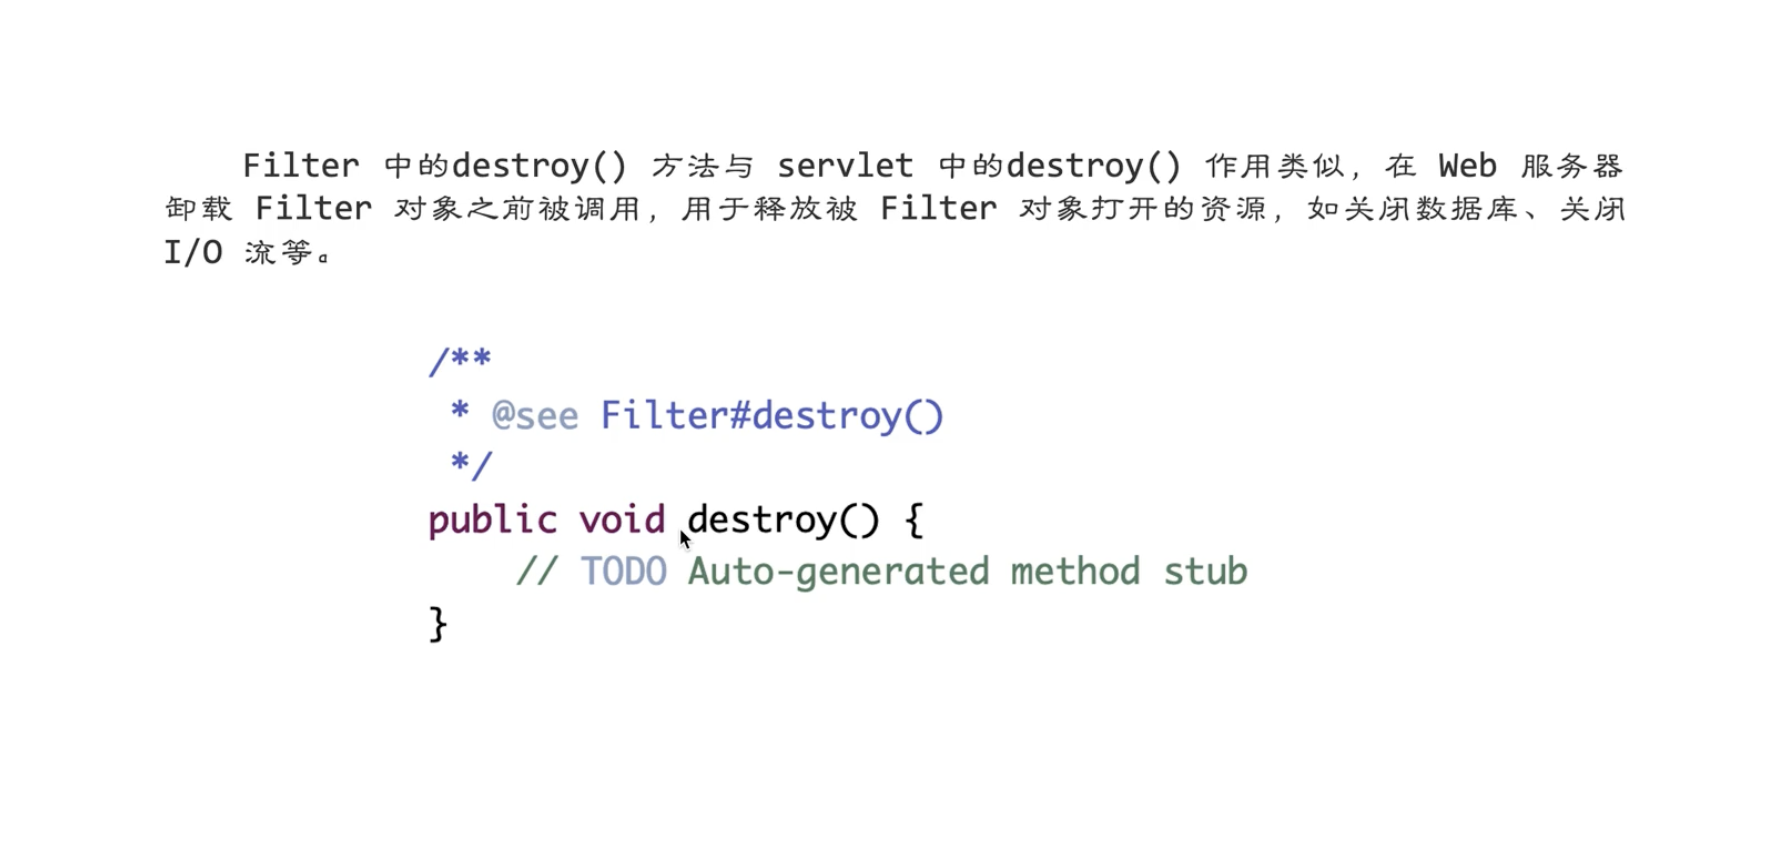 Filter 中的destroy() 方法与 servlet 中的destroy() 作用类似，在 Web 服务器
卸载 Filter 对象之前被调用，用于释放被 Filter 对象打开的资源，如关闭数据库、关闭
I/O 流等。
/**
 * @see Filter#destroy()
 */
public void destroy() {
    // TODO Auto-generated method stub
}